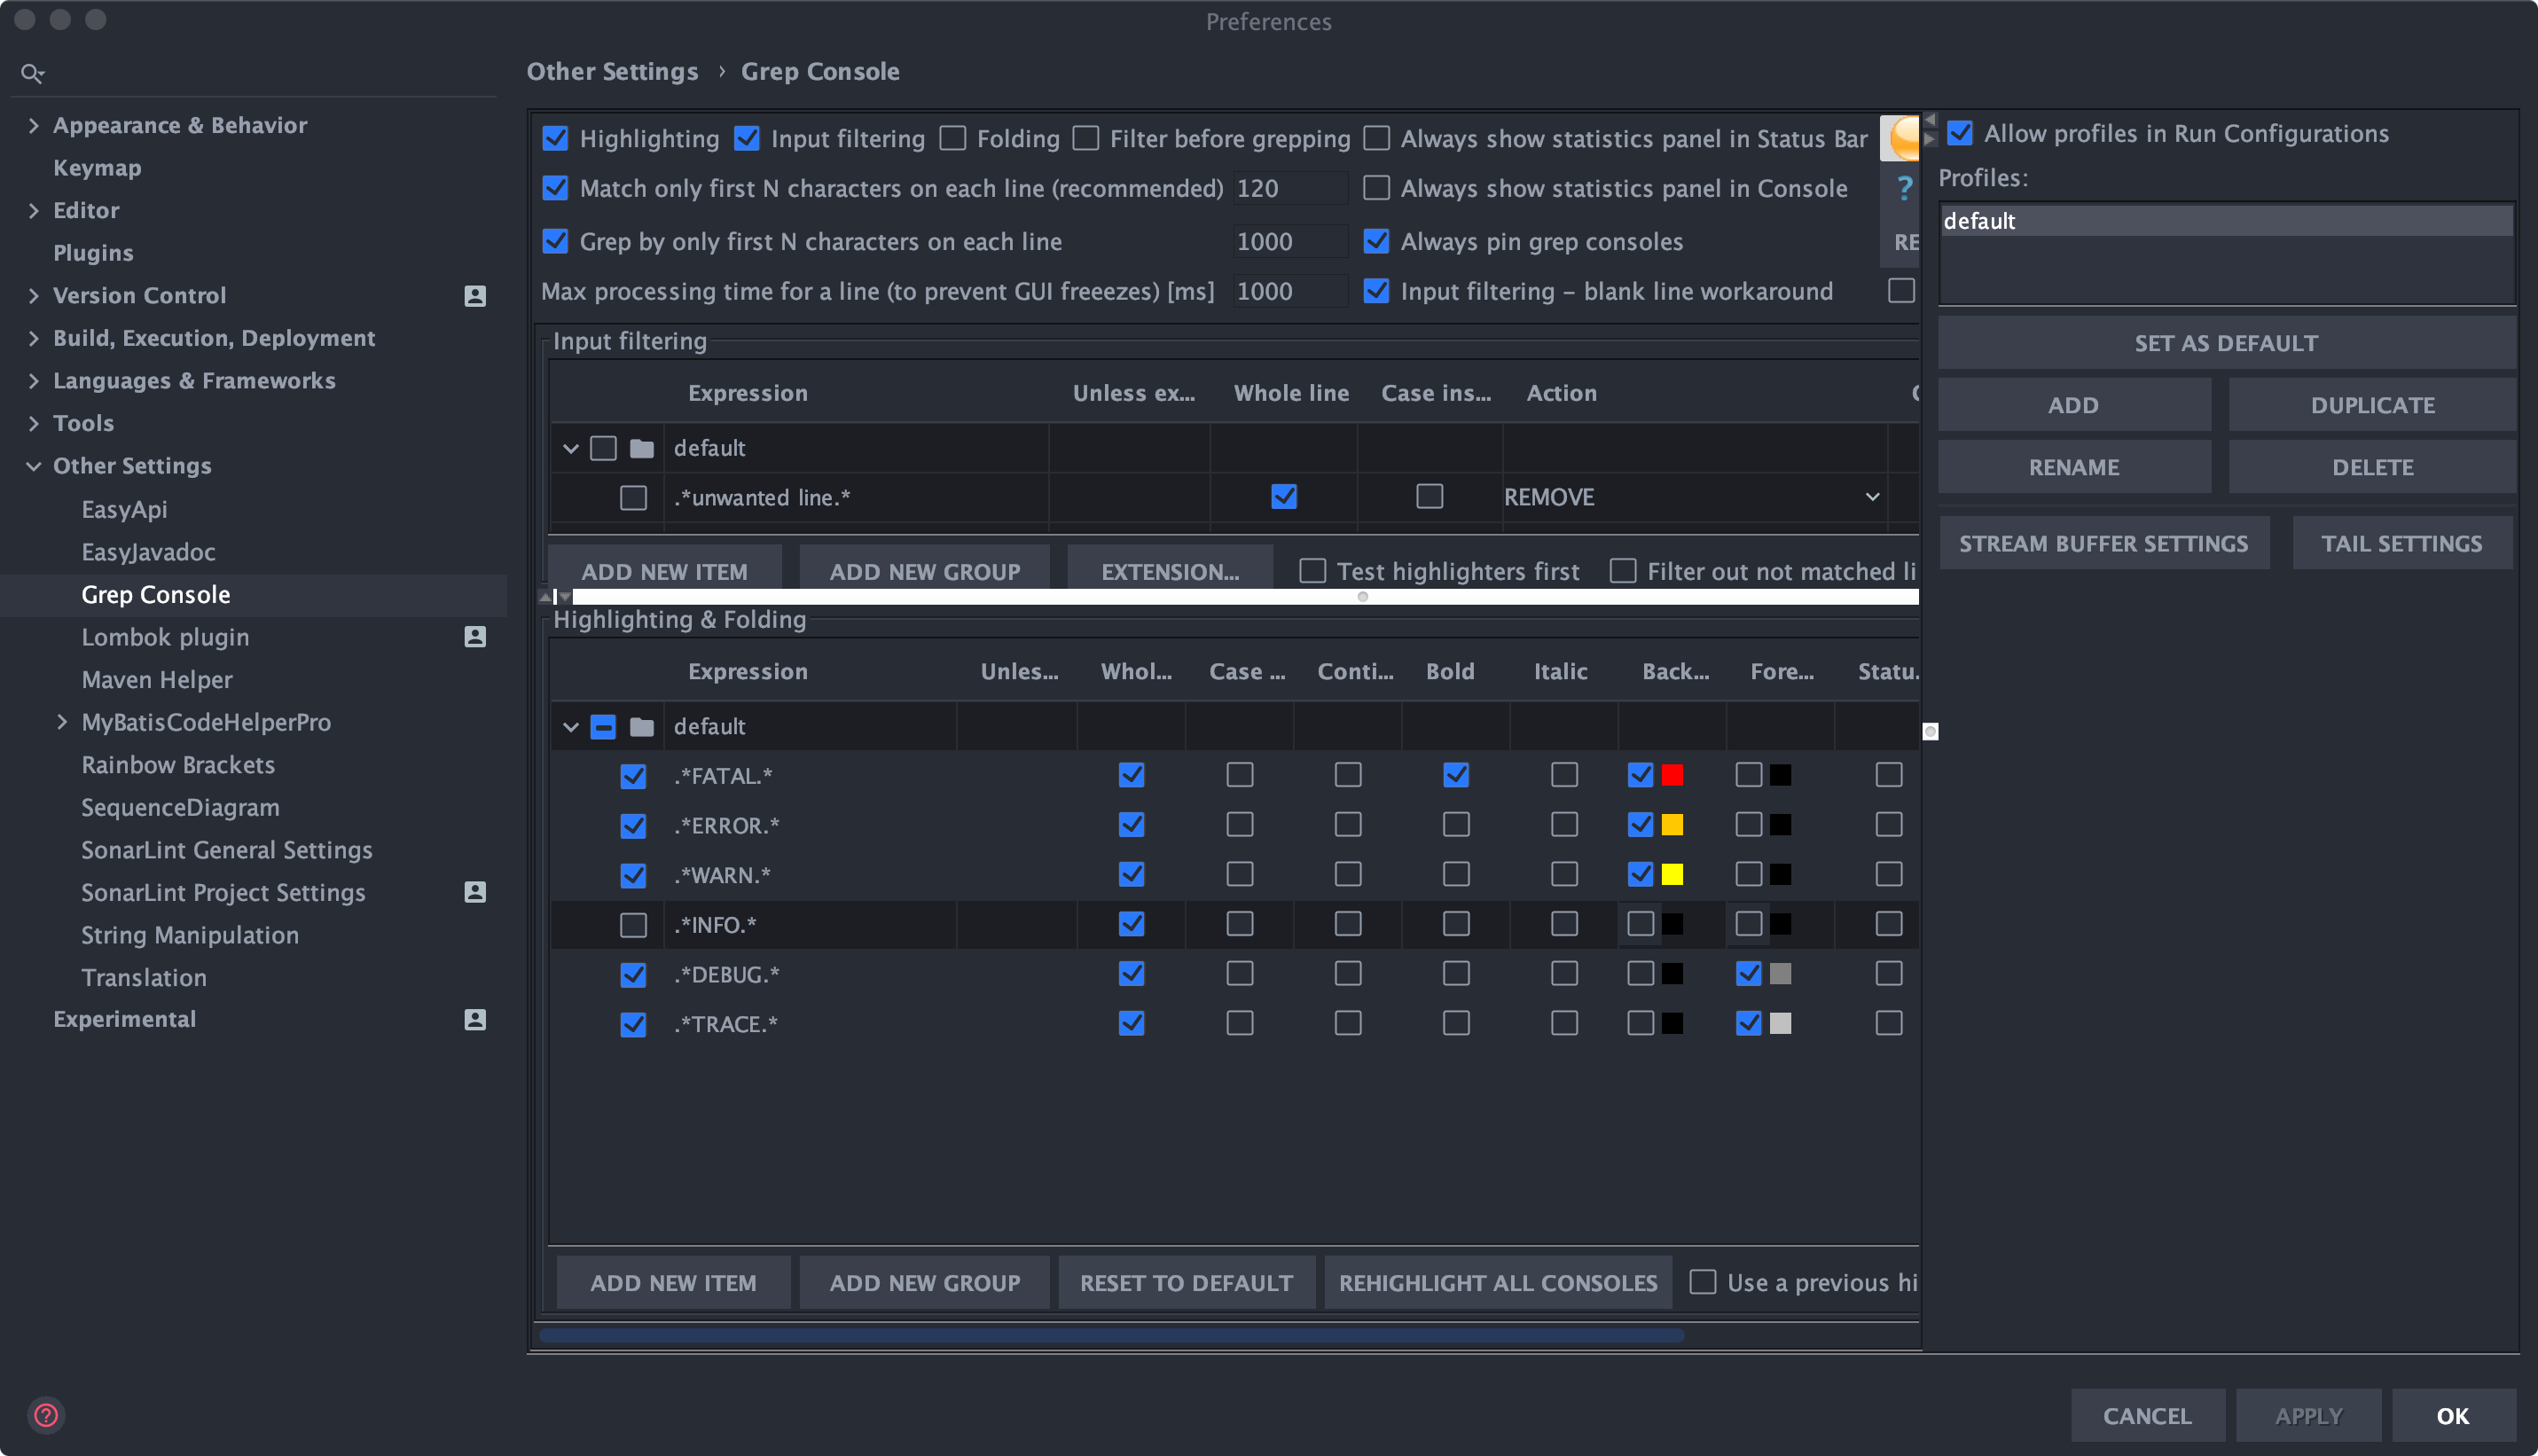 Preferences
Other Settings › Grep Console
Appearance & Behavior
Keymap
Editor
Plugins
Version Control
Build, Execution, Deployment
Languages & Frameworks
Tools
Other Settings
EasyApi
EasyJavadoc
Grep Console
Lombok plugin
Maven Helper
MyBatisCodeHelperPro
Rainbow Brackets
SequenceDiagram
SonarLint General Settings
SonarLint Project Settings
String Manipulation
Translation
Experimental
Highlighting Input filtering Folding Filter before grepping Always show statistics panel in Status Bar
Match only first N characters on each line (recommended) 120 Always show statistics panel in Console ?
Grep by only first N characters on each line 1000 Always pin grep consoles RE
Max processing time for a line (to prevent GUI freeezes) [ms] 1000 Input filtering – blank line workaround
Input filtering
Expression Unless ex... Whole line Case ins... Action
default
.*unwanted line.* REMOVE
ADD NEW ITEM ADD NEW GROUP EXTENSION... Test highlighters first Filter out not matched li
Highlighting & Folding
Expression Unles... Whol... Case ... Conti... Bold Italic Back... Fore... Statu.
default
.*FATAL.*
.*ERROR.*
.*WARN.*
.*INFO.*
.*DEBUG.*
.*TRACE.*
ADD NEW ITEM ADD NEW GROUP RESET TO DEFAULT REHIGHLIGHT ALL CONSOLES Use a previous hi
Allow profiles in Run Configurations
Profiles:
default
SET AS DEFAULT
ADD DUPLICATE
RENAME DELETE
STREAM BUFFER SETTINGS TAIL SETTINGS
? CANCEL APPLY OK